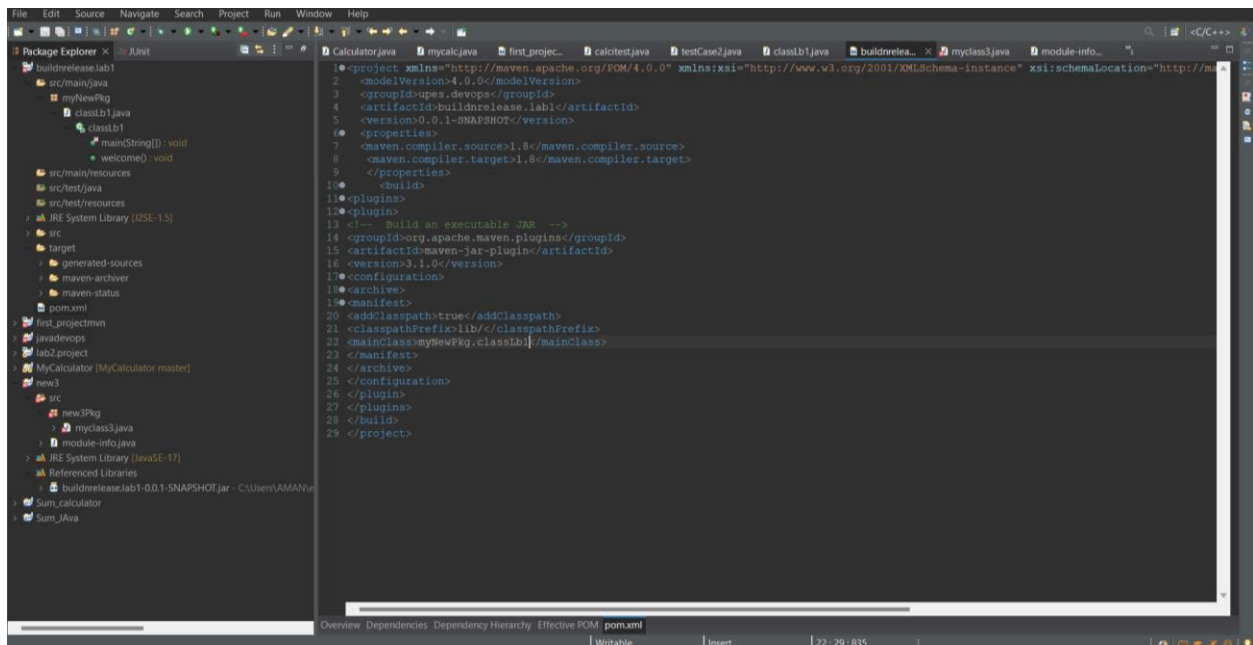 File Edit Source Navigate Search Project Run Window Help
<C/C++>
Package Explorer × JUnit
Calculator.java mycalc.java first_projec... calcitest.java testCase2.java classLb1.java buildnrelea... × myclass3.java module-info...
buildnrelease.lab1
src/main/java
myNewPkg
classLb1.java
classLb1
main(String[]) : void
welcome() : void
src/main/resources
src/test/java
src/test/resources
JRE System Library [J2SE-1.5]
src
target
generated-sources
maven-archiver
maven-status
pom.xml
first_projectmvn
javadevops
lab2.project
MyCalculator [MyCalculator master]
new3
src
new3Pkg
myclass3.java
module-info.java
JRE System Library [JavaSE-17]
Referenced Libraries
buildnrelease.lab1-0.0.1-SNAPSHOT.jar - C:\Users\AMAN\e
Sum_calculator
Sum_JAva
1 <project xmlns="http://maven.apache.org/POM/4.0.0" xmlns:xsi="http://www.w3.org/2001/XMLSchema-instance" xsi:schemaLocation="http://ma
2 <modelVersion>4.0.0</modelVersion>
3 <groupId>upes.devops</groupId>
4 <artifactId>buildnrelease.lab1</artifactId>
5 <version>0.0.1-SNAPSHOT</version>
6 <properties>
7 <maven.compiler.source>1.8</maven.compiler.source>
8 <maven.compiler.target>1.8</maven.compiler.target>
9 </properties>
10 <build>
11 <plugins>
12 <plugin>
13 <!-- Build an executable JAR -->
14 <groupId>org.apache.maven.plugins</groupId>
15 <artifactId>maven-jar-plugin</artifactId>
16 <version>3.1.0</version>
17 <configuration>
18 <archive>
19 <manifest>
20 <addClasspath>true</addClasspath>
21 <classpathPrefix>lib/</classpathPrefix>
22 <mainClass>myNewPkg.classLb1</mainClass>
23 </manifest>
24 </archive>
25 </configuration>
26 </plugin>
27 </plugins>
28 </build>
29 </project>
Overview Dependencies Dependency Hierarchy Effective POM pom.xml
Writable Insert 22 : 29 : 835